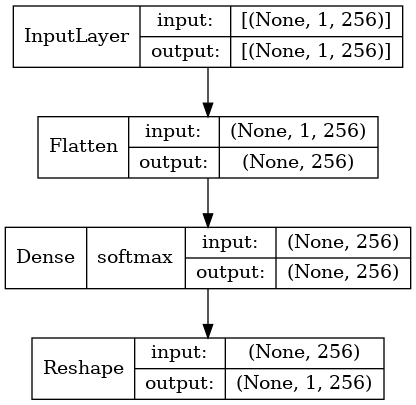 InputLayer input: [(None, 1, 256)]
output: [(None, 1, 256)]
Flatten input: (None, 1, 256)
output: (None, 256)
Dense softmax input: (None, 256)
output: (None, 256)
Reshape input: (None, 256)
output: (None, 1, 256)